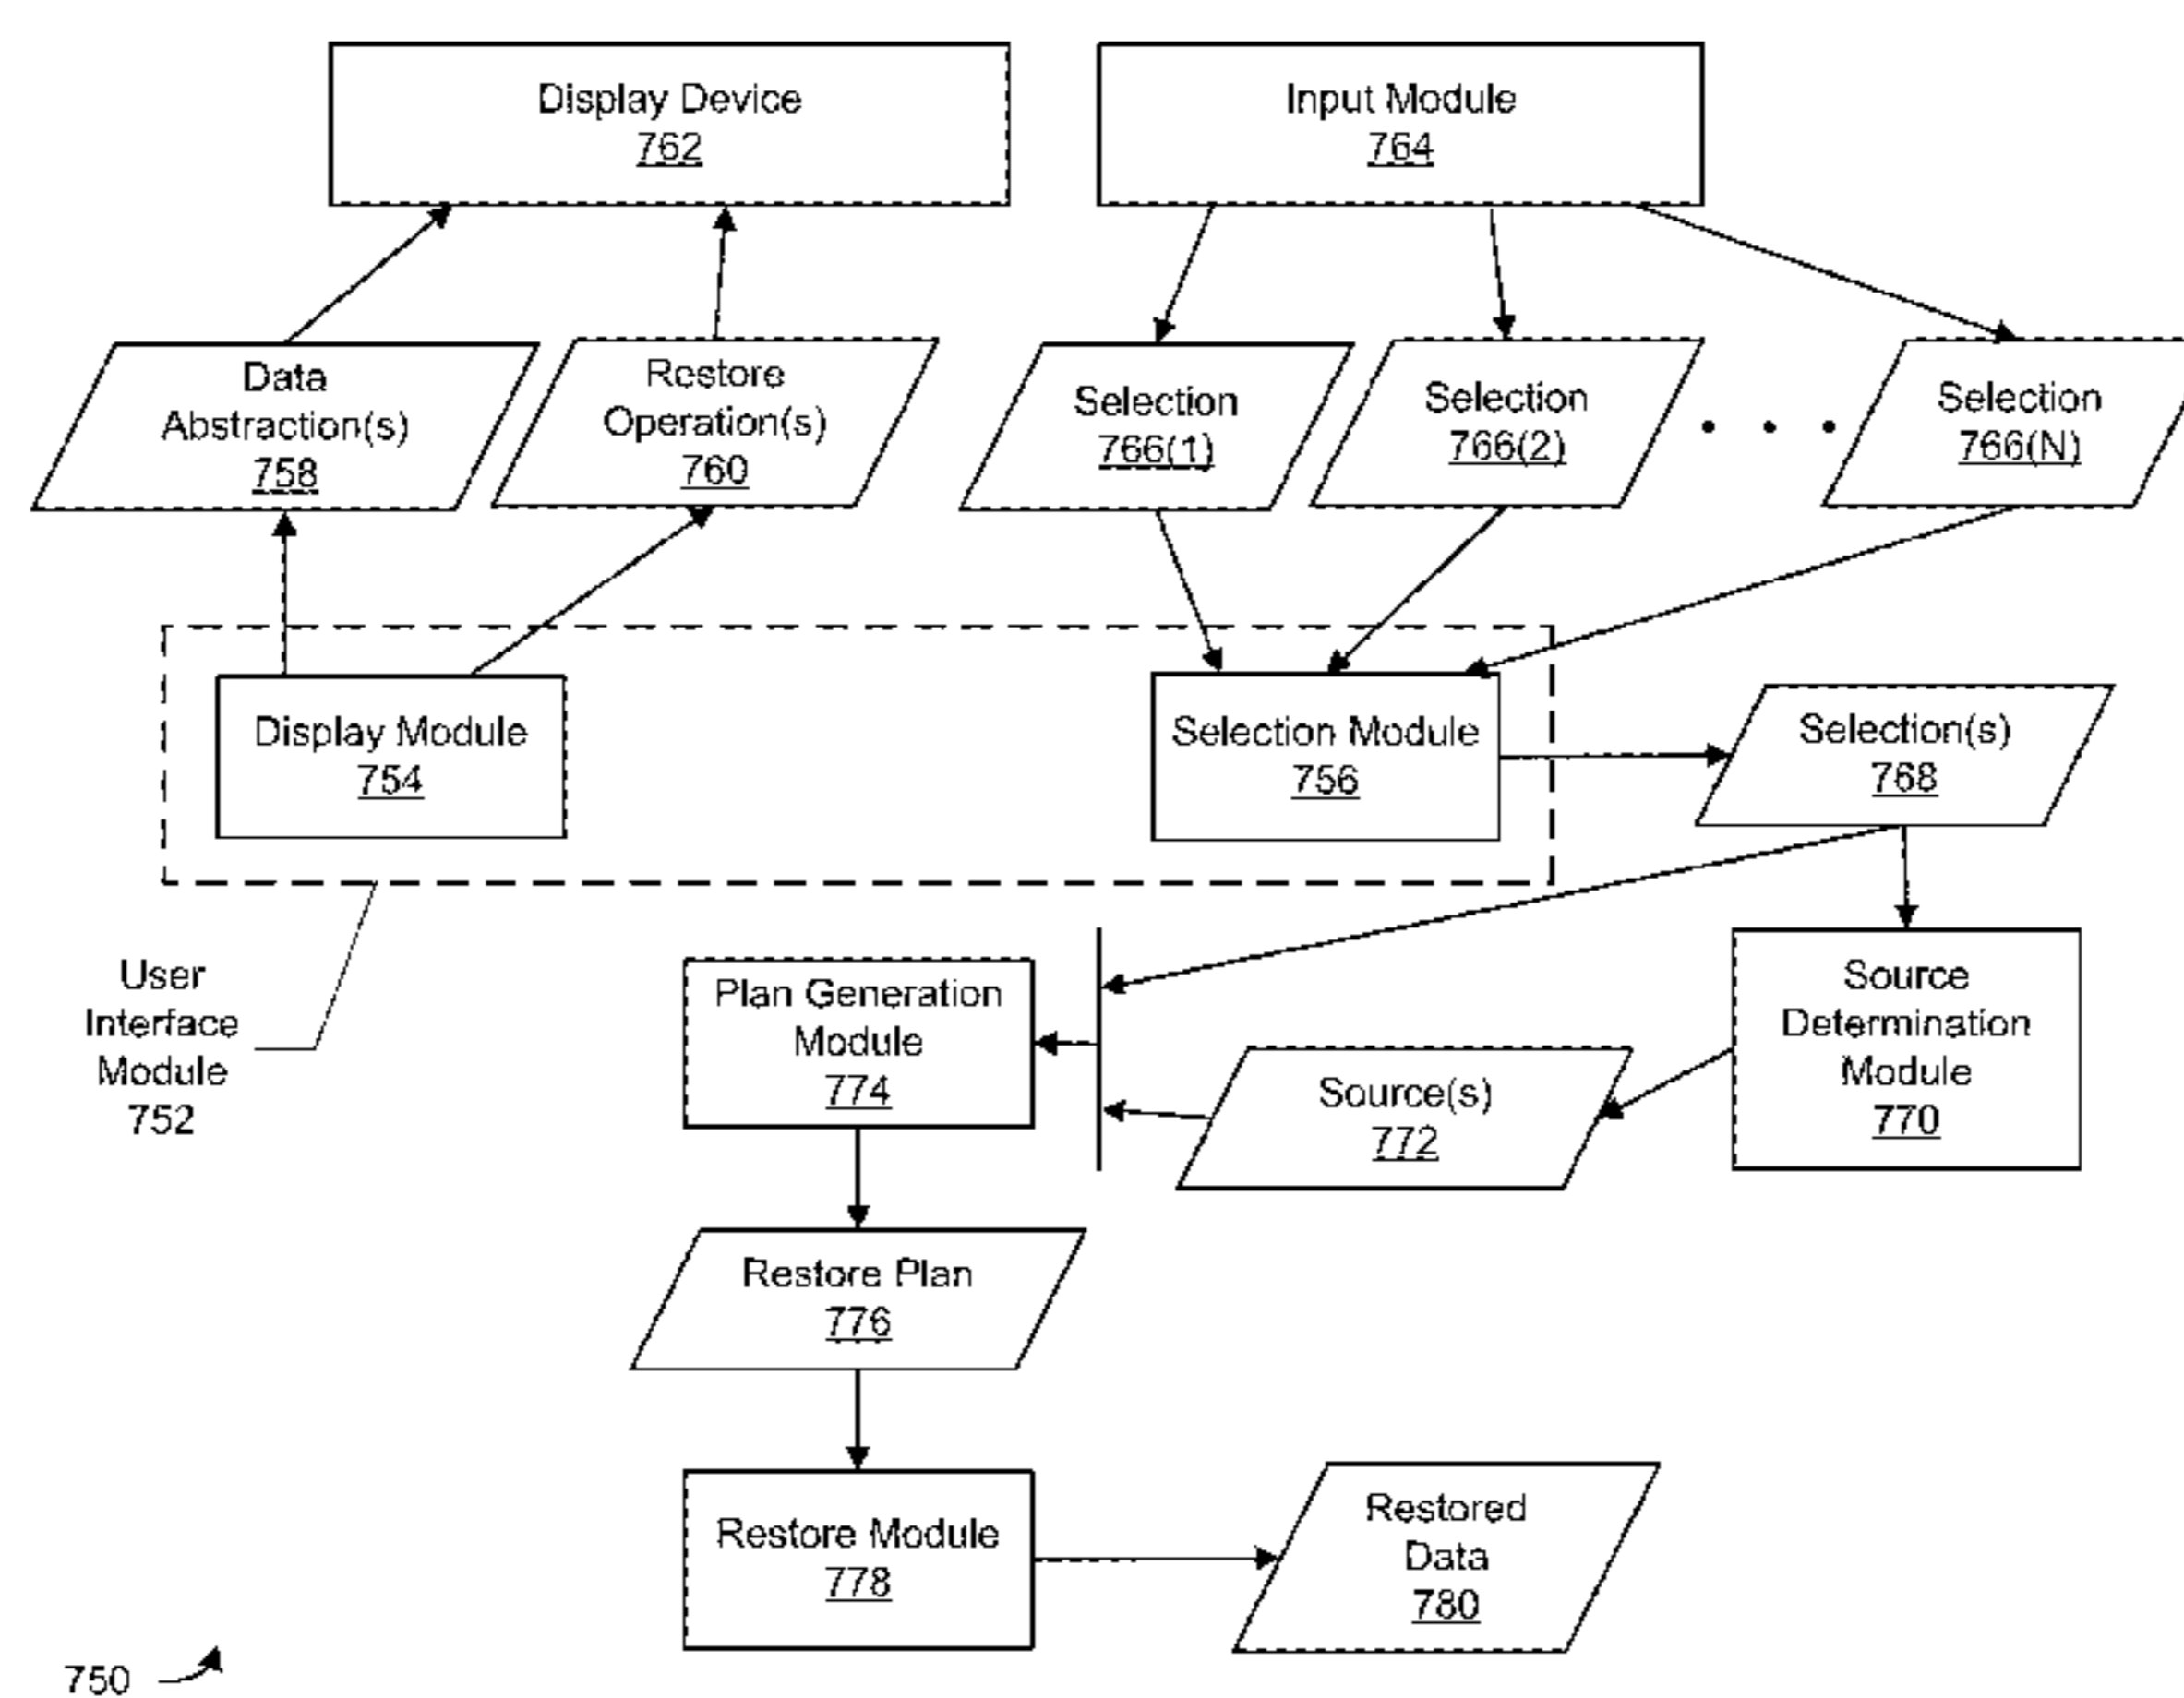 Display Device
762
Input Module
764
Data
Abstraction(s)
758
Restore
Operation(s)
760
Selection
766(1)
Selection
766(2)
Selection
766(N)
Display Module
754
Selection Module
756
Selection(s)
768
User
Interface
Module
752
Plan Generation
Module
774
Source(s)
772
Source
Determination
Module
770
Restore Plan
776
Restore Module
778
Restored
Data
780
750